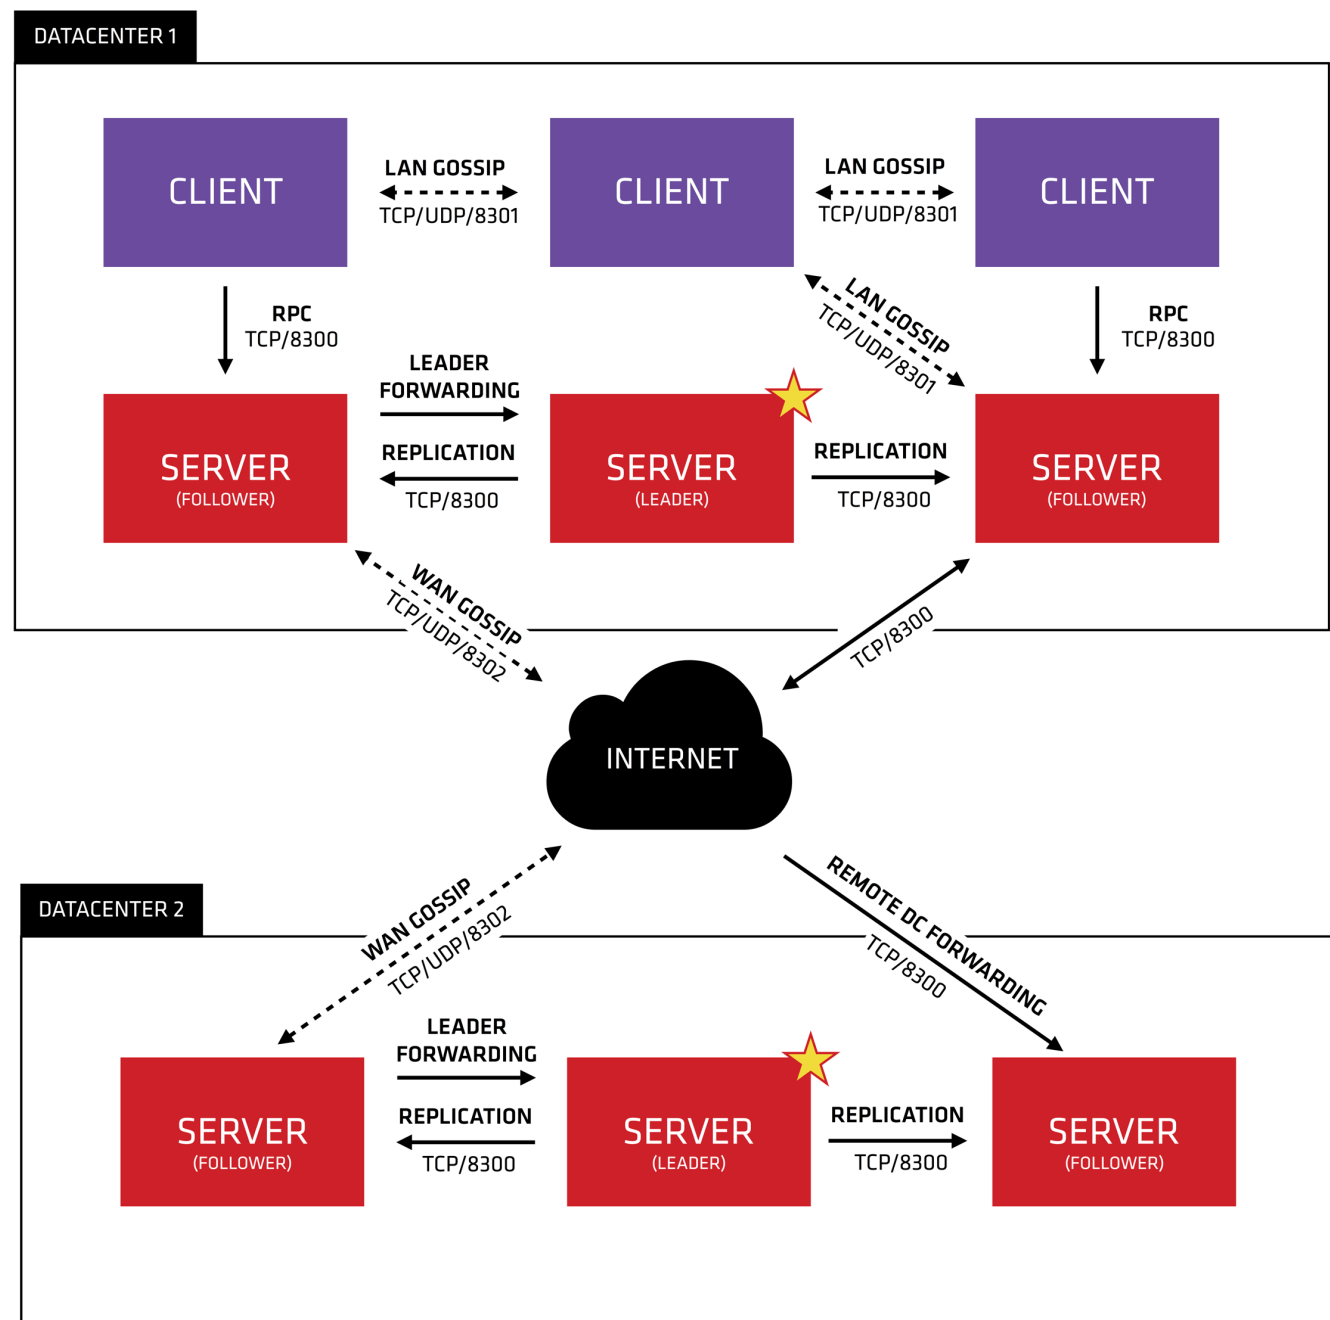 DATACENTER 1
CLIENT
LAN GOSSIP
TCP/UDP/8301
CLIENT
LAN GOSSIP
TCP/UDP/8301
CLIENT
RPC
TCP/8300
LAN GOSSIP
TCP/UDP/8301
RPC
TCP/8300
SERVER
(FOLLOWER)
LEADER
FORWARDING
REPLICATION
TCP/8300
SERVER
(LEADER)
REPLICATION
TCP/8300
SERVER
(FOLLOWER)
WAN GOSSIP
TCP/UDP/8302
TCP/8300
INTERNET
DATACENTER 2
WAN GOSSIP
TCP/UDP/8302
REMOTE DC FORWARDING
TCP/8300
SERVER
(FOLLOWER)
LEADER
FORWARDING
REPLICATION
TCP/8300
SERVER
(LEADER)
REPLICATION
TCP/8300
SERVER
(FOLLOWER)